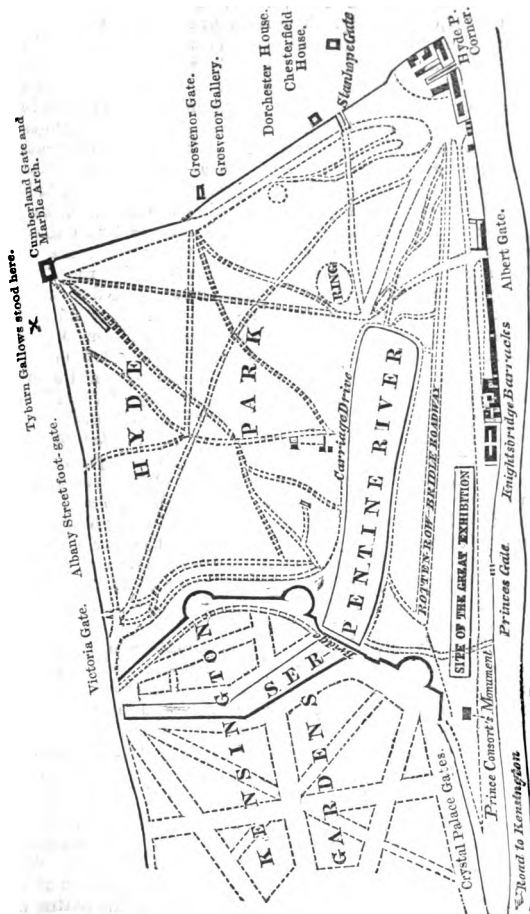 Tyburn Gallows stood here.
Cumberland Gate and
Marble Arch.
Albany Street foot-gate.
Victoria Gate.
Grosvenor Gate.
Grosvenor Gallery.
Dorchester House.
Chesterfield
House.
Stanhope Gate
Hyde P.
Corner.
HYDE
PARK
RING
Carriage Drive
KENSINGTON
GARDENS
SER
Bridge
PENTINE RIVER
ROTTEN ROW BRIDLE ROADWAY
SITE OF THE GREAT EXHIBITION
Albert Gate.
Knightsbridge Barracks
Princes Gate.
Prince Consort's Monument
Crystal Palace Gates.
Road to Kensington